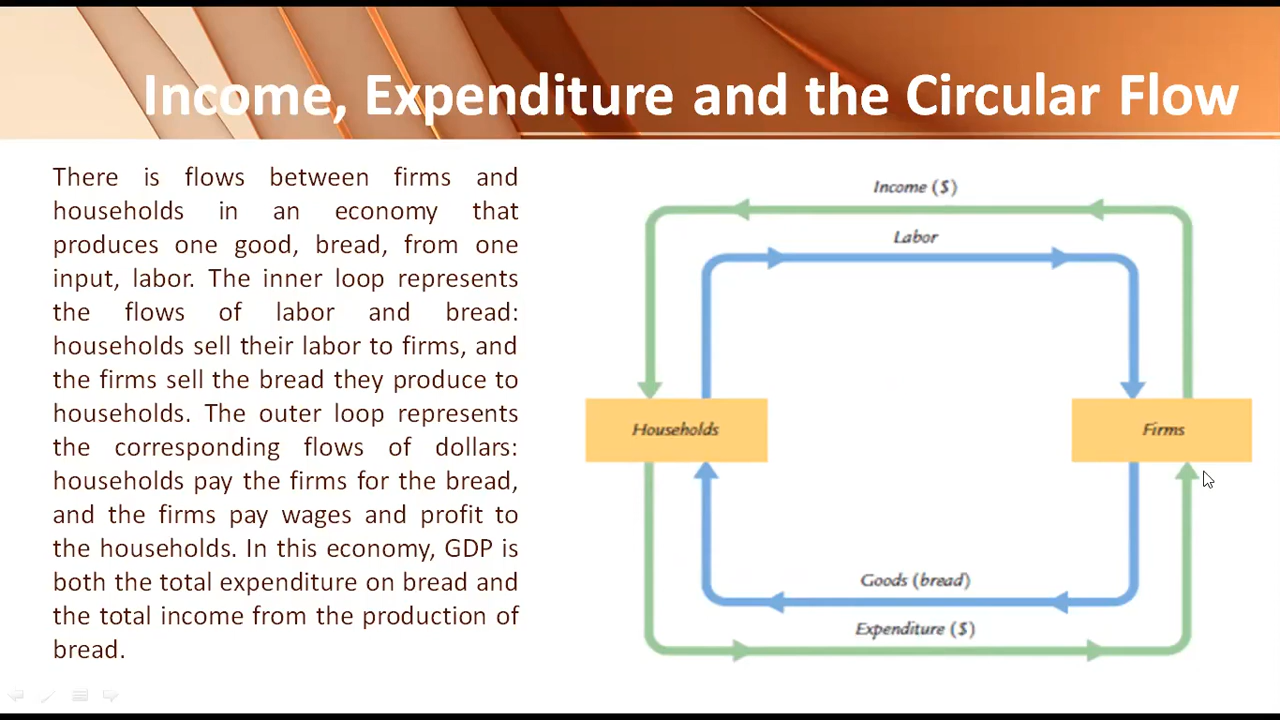 Income, Expenditure and the Circular Flow
There is flows between firms and
households in an economy that
produces one good, bread, from one
input, labor. The inner loop represents
the flows of labor and bread:
households sell their labor to firms, and
the firms sell the bread they produce to
households. The outer loop represents
the corresponding flows of dollars:
households pay the firms for the bread,
and the firms pay wages and profit to
the households. In this economy, GDP is
both the total expenditure on bread and
the total income from the production of
bread.
Income ($)
Labor
Households
Firms
Goods (bread)
Expenditure ($)